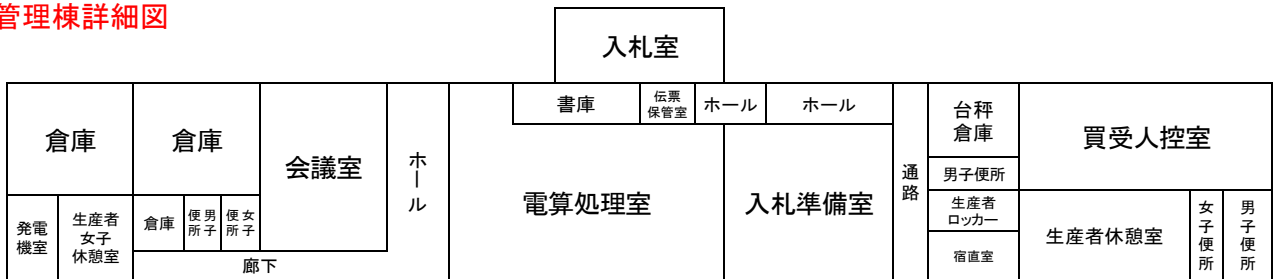 管理棟詳細図
入札室
倉庫
倉庫
会議室
ホール
書庫
伝票
保管室
ホール
ホール
通路
台秤
倉庫
買受人控室
電算処理室
入札準備室
男子便所
発電
機室
生産者
女子
休憩室
倉庫
男子
便所
女子
便所
廊下
生産者
ロッカー
宿直室
生産者休憩室
女子便所
男子便所